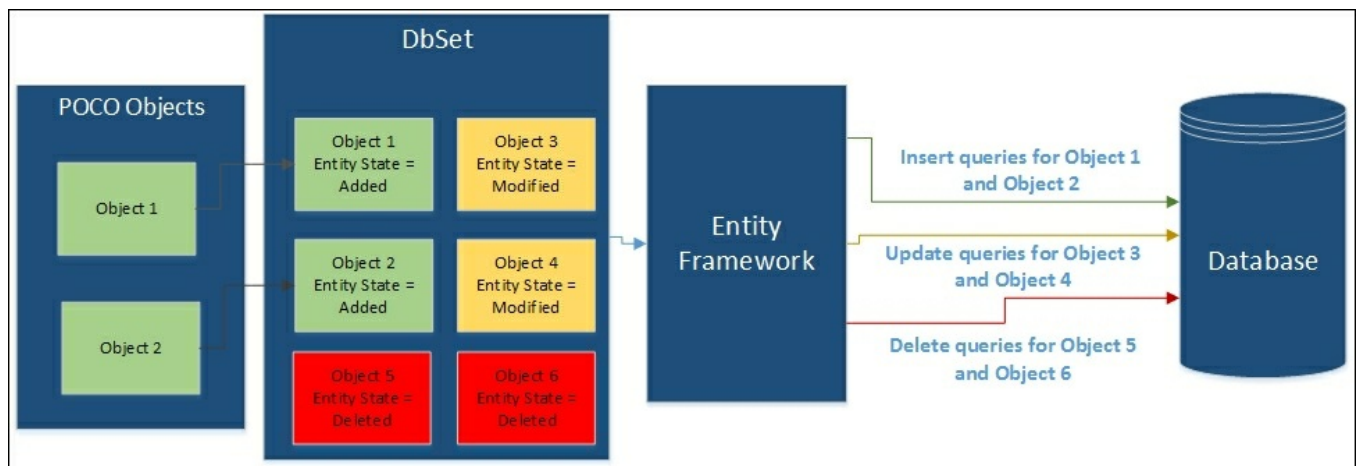 POCO Objects
Object 1
Object 2
DbSet
Object 1
Entity State =
Added
Object 3
Entity State =
Modified
Object 2
Entity State =
Added
Object 4
Entity State =
Modified
Object 5
Entity State =
Deleted
Object 6
Entity State =
Deleted
Entity
Framework
Insert queries for Object 1
and Object 2
Update queries for Object 3
and Object 4
Delete queries for Object 5
and Object 6
Database